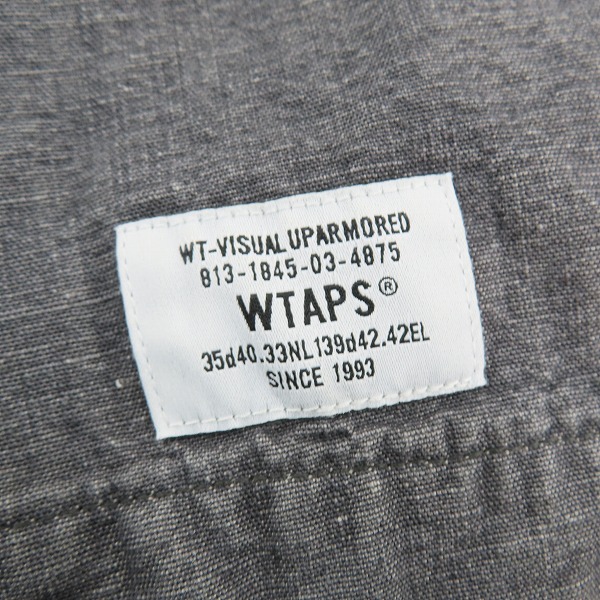 WT-VISUAL UPARMORED
813-1845-03-4875
WTAPS®
35d40.33NL139d42.42EL
SINCE 1993